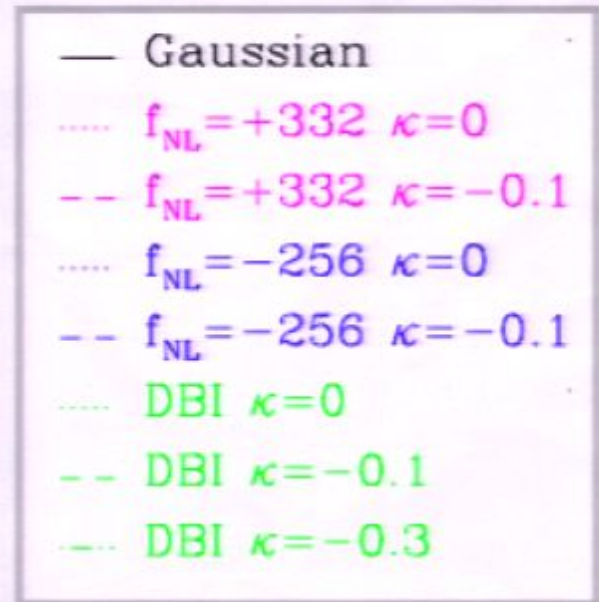 Gaussian
f_NL=+332 κ=0
f_NL=+332 κ=−0.1
f_NL=−256 κ=0
f_NL=−256 κ=−0.1
DBI κ=0
DBI κ=−0.1
DBI κ=−0.3